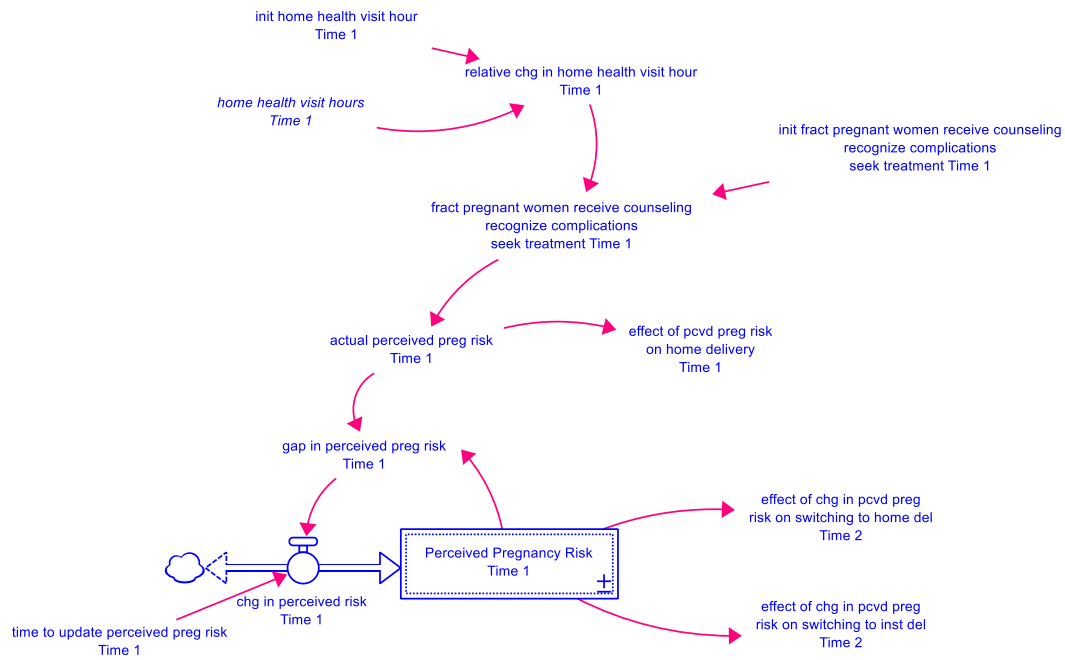 init home health visit hour
Time 1
relative chg in home health visit hour
Time 1
home health visit hours
Time 1
init fract pregnant women receive counseling
recognize complications
seek treatment Time 1
fract pregnant women receive counseling
recognize complications
seek treatment Time 1
actual perceived preg risk
Time 1
effect of pcvd preg risk
on home delivery
Time 1
gap in perceived preg risk
Time 1
effect of chg in pcvd preg
risk on switching to home del
Time 2
Perceived Pregnancy Risk
Time 1
chg in perceived risk
Time 1
effect of chg in pcvd preg
risk on switching to inst del
Time 2
time to update perceived preg risk
Time 1